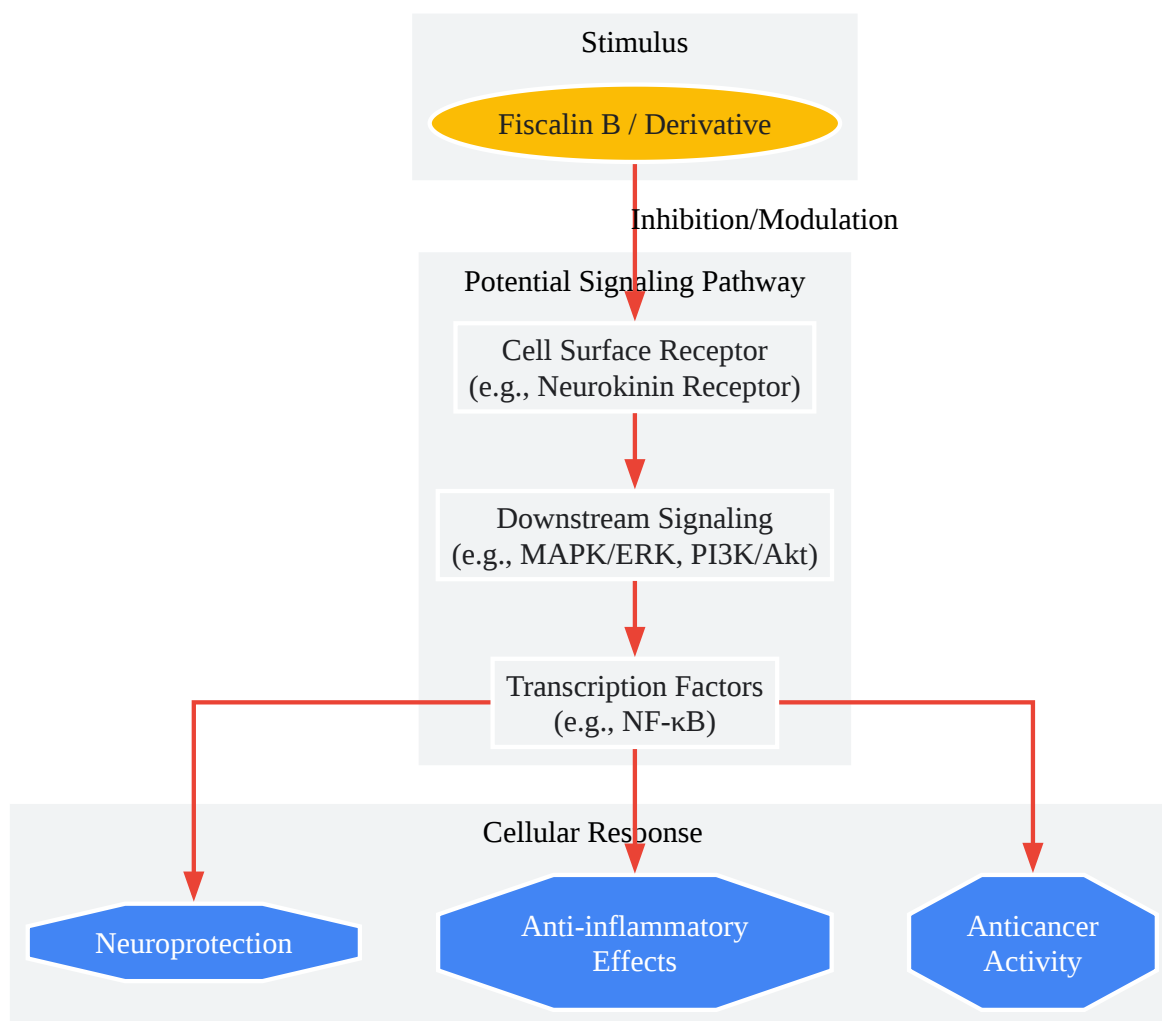 Stimulus
Fiscalin B / Derivative
Inhibition/Modulation
Potential Signaling Pathway
Cell Surface Receptor
(e.g., Neurokinin Receptor)
Downstream Signaling
(e.g., MAPK/ERK, PI3K/Akt)
Transcription Factors
(e.g., NF-κB)
Cellular Response
Neuroprotection
Anti-inflammatory
Effects
Anticancer
Activity